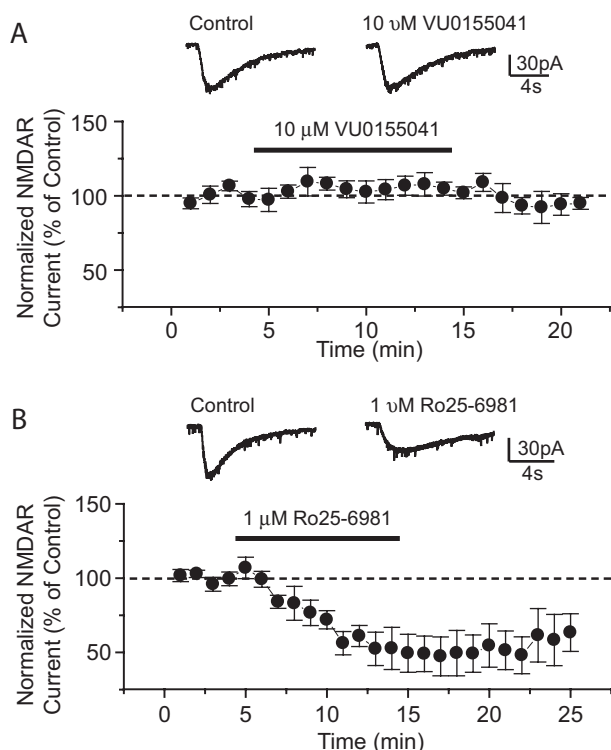 A
Control
10 υM VU0155041
30pA
4s
10 μM VU0155041
Normalized NMDAR
Current (% of Control)
150
100
50
0 5 10 15 20
Time (min)
B
Control
1 υM Ro25-6981
30pA
4s
1 μM Ro25-6981
Normalized NMDAR
Current (% of Control)
150
100
50
0 5 10 15 20 25
Time (min)